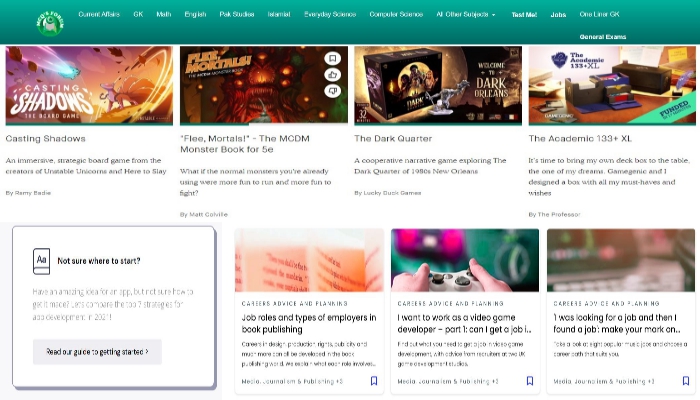 MCQ'S FORUM
Current Affairs GK Math English Pak Studies Islamiat Everyday Science Computer Science All Other Subjects Test Me! Jobs One Liner GK
General Exams
CASTING
SHADOWS
THE BOARD GAME
FLEE,
MORTALS!
THE MCDM MONSTER BOOK
WELCOME
TO
DARK
ORLEANS
The
Academic
133+XL
GAMEGENIC
FUNDED
Casting Shadows
An immersive, strategic board game from the
creators of Unstable Unicorns and Here to Slay
By Ramy Badie
"Flee, Mortals!" - The MCDM
Monster Book for 5e
What if the normal monsters you're already
using were more fun to run and more fun to
fight?
By Matt Colville
The Dark Quarter
A cooperative narrative game exploring The
Dark Quarter of 1980s New Orleans
By Lucky Duck Games
The Academic 133+ XL
It's time to bring my own deck box to the table,
the one of my dreams. Gamegenic and I
designed a box with all my must-haves and
wishes
By The Professor
Aa
Not sure where to start?
Have an amazing idea for an app, but not sure how to
get it made? Let's compare the top 7 strategies for
app development in 2021!
Read our guide to getting started >
CAREERS ADVICE AND PLANNING
Job roles and types of employers in
book publishing
Careers in design, production, rights, publicity and
much more can all be developed in the book
publishing world. We explain what each role involves...
Media, Journalism & Publishing +3
CAREERS ADVICE AND PLANNING
I want to work as a video game
developer – part 1: can I get a job i...
Find out what you need to get a job in video game
development, with advice from recruiters at two UK
game development studios.
Media, Journalism & Publishing +2
CAREERS ADVICE AND PLANNING
'I was looking for a job and then I
found a job': make your mark on...
Take a look at eight popular music jobs and choose a
career path that suits you.
Media, Journalism & Publishing +3